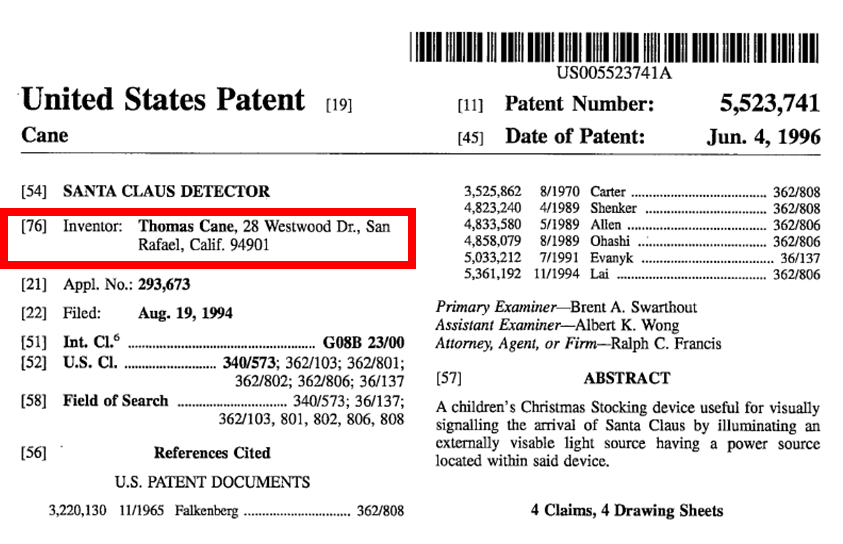 US005523741A
United States Patent [19]
Cane
[11] Patent Number: 5,523,741
[45] Date of Patent: Jun. 4, 1996
[54] SANTA CLAUS DETECTOR
[76] Inventor: Thomas Cane, 28 Westwood Dr., San
Rafael, Calif. 94901
[21] Appl. No.: 293,673
[22] Filed: Aug. 19, 1994
[51] Int. Cl.6 ................................................ G08B 23/00
[52] U.S. Cl. ........................ 340/573; 362/103; 362/801;
362/802; 362/806; 36/137
[58] Field of Search ............................ 340/573; 36/137;
362/103, 801, 802, 806, 808
[56] References Cited
U.S. PATENT DOCUMENTS
3,220,130 11/1965 Falkenberg ............................... 362/808
3,525,862 8/1970 Carter ....................................... 362/808
4,823,240 4/1989 Shenker .................................... 362/808
4,833,580 5/1989 Allen ......................................... 362/806
4,858,079 8/1989 Ohashi ...................................... 362/806
5,033,212 7/1991 Evanyk ...................................... 36/137
5,361,192 11/1994 Lai ............................................ 362/806
Primary Examiner—Brent A. Swarthout
Assistant Examiner—Albert K. Wong
Attorney, Agent, or Firm—Ralph C. Francis
[57] ABSTRACT
A children's Christmas Stocking device useful for visually
signalling the arrival of Santa Claus by illuminating an
externally visable light source having a power source
located within said device.
4 Claims, 4 Drawing Sheets